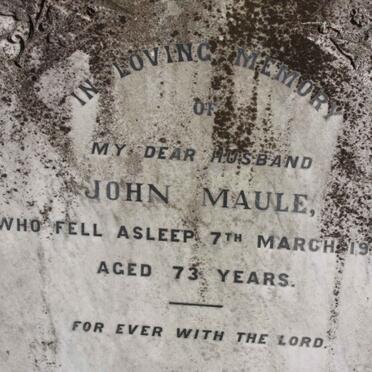 IN LOVING MEMORY
OF
MY DEAR HUSBAND
JOHN MAULE,
WHO FELL ASLEEP 7TH MARCH 19
AGED 73 YEARS.
FOR EVER WITH THE LORD